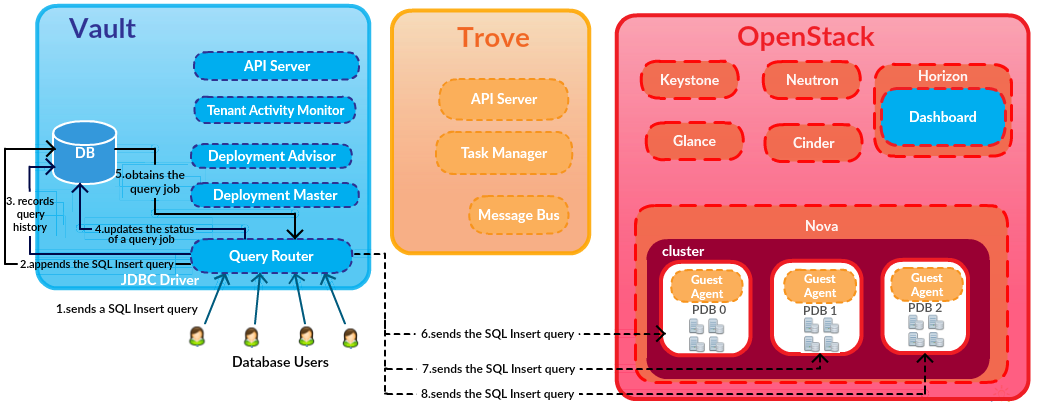 Vault
API Server
Tenant Activity Monitor
DB
Deployment Advisor
5.obtains the
query job
Deployment Master
3. records
query
history
4.updates the status
of a query job
Query Router
2.appends the SQL Insert query
JDBC Driver
1.sends a SQL Insert query
Database Users
Trove
API Server
Task Manager
Message Bus
OpenStack
Keystone
Neutron
Horizon
Dashboard
Glance
Cinder
Nova
cluster
Guest
Agent
PDB 0
Guest
Agent
PDB 1
Guest
Agent
PDB 2
6.sends the SQL Insert query
7.sends the SQL Insert query
8.sends the SQL Insert query